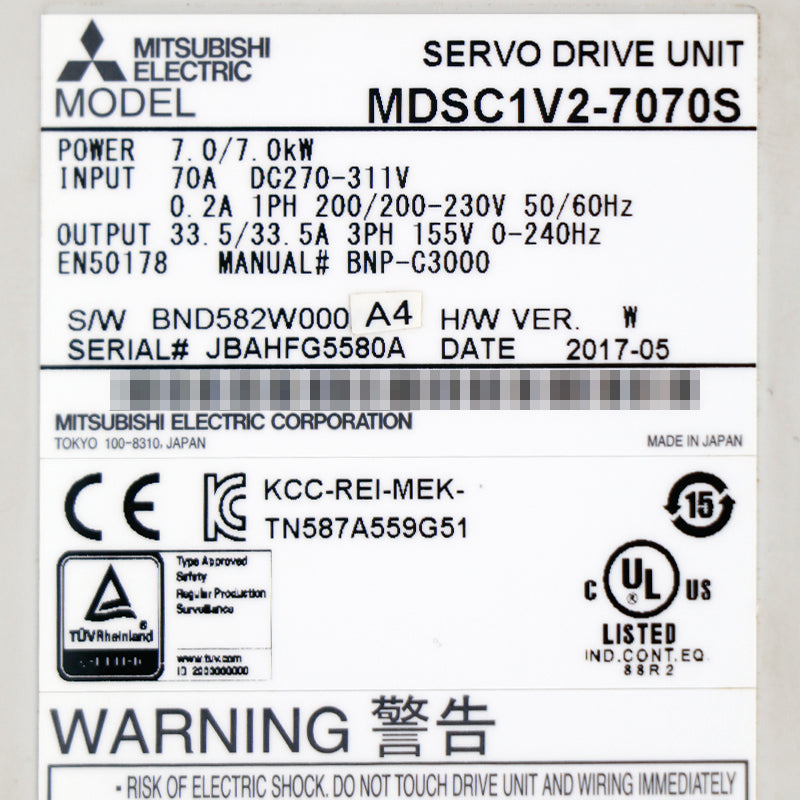 MITSUBISHI
ELECTRIC
SERVO DRIVE UNIT
MODEL MDSC1V2-7070S
POWER 7.0/7.0kW
INPUT 70A DC270-311V
0.2A 1PH 200/200-230V 50/60Hz
OUTPUT 33.5/33.5A 3PH 155V 0-240Hz
EN50178 MANUAL# BNP-C3000
S/W BND582W000 A4 H/W VER. W
SERIAL# JBAHFG5580A DATE 2017-05
MITSUBISHI ELECTRIC CORPORATION
TOKYO 100-8310, JAPAN MADE IN JAPAN
CE
KCC-REI-MEK-
TN587A559G51
15
Type Approved
Safety
Regular Production
Surveillance
TÜVRheinland
www.tuv.com
C UL US
®
LISTED
IND.CONT.EQ.
88R2
WARNING 警告
• RISK OF ELECTRIC SHOCK. DO NOT TOUCH DRIVE UNIT AND WIRING IMMEDIATELY